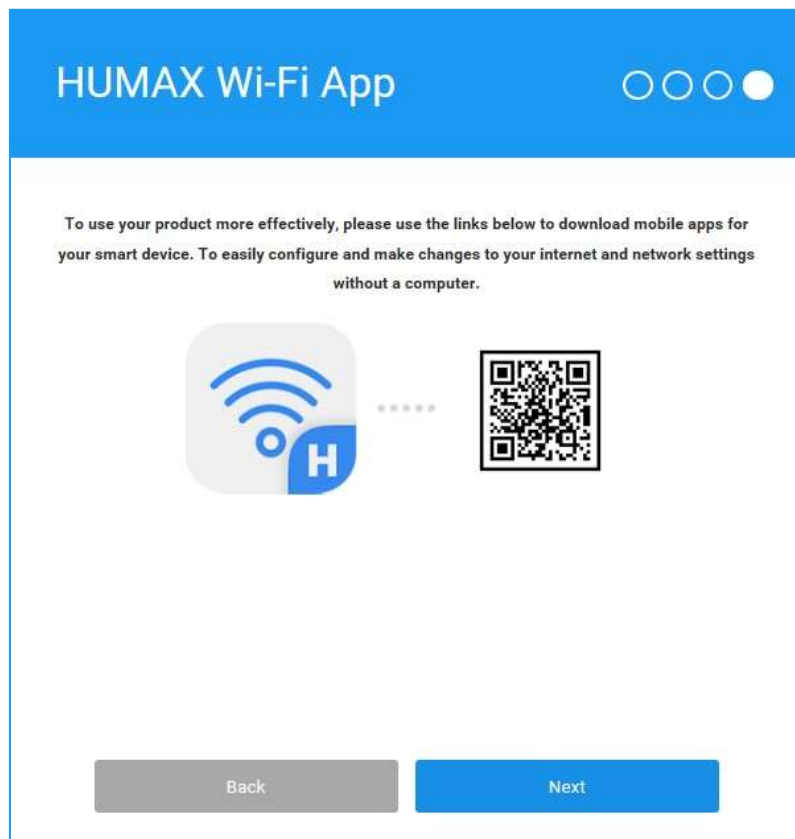 HUMAX Wi-Fi App
To use your product more effectively, please use the links below to download mobile apps for
your smart device. To easily configure and make changes to your internet and network settings
without a computer.
H
Back
Next